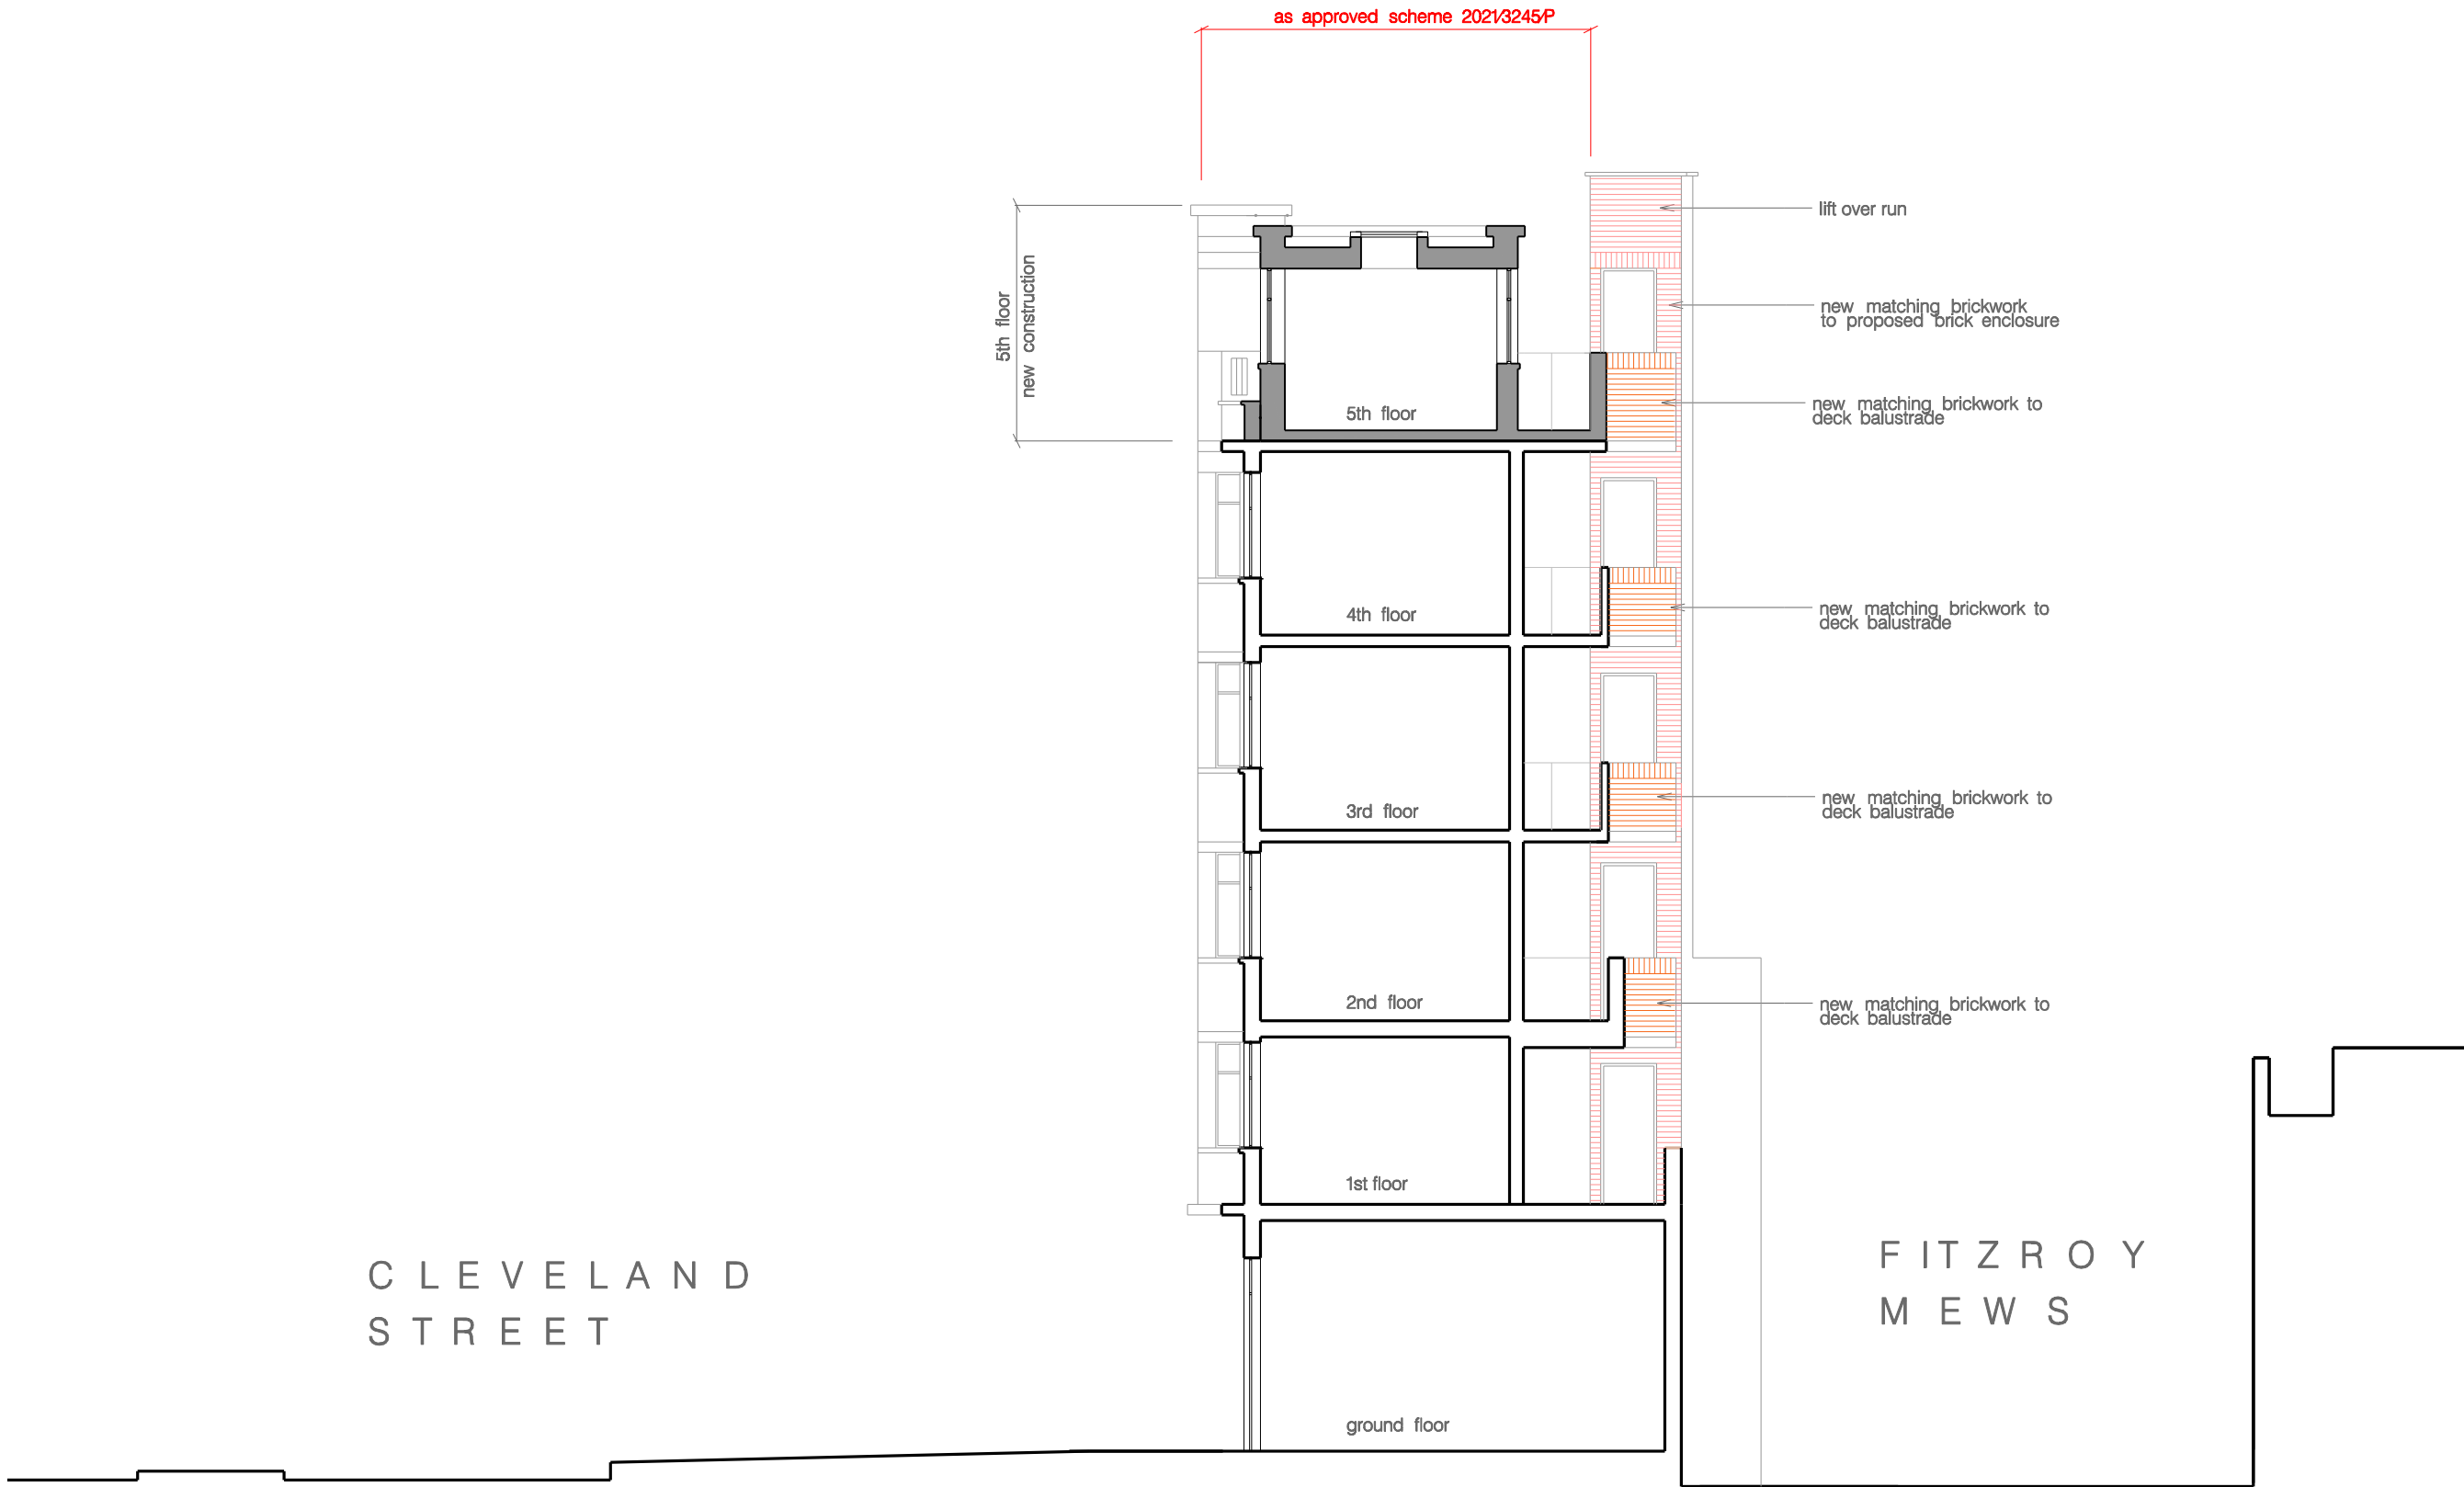 as approved scheme 2021/3245/P
lift over run
5th floor
new construction
new matching brickwork
to proposed brick enclosure
new matching brickwork to
deck balustrade
5th floor
new matching brickwork to
deck balustrade
4th floor
new matching brickwork to
deck balustrade
3rd floor
new matching brickwork to
deck balustrade
2nd floor
1st floor
CLEVELAND
STREET
FITZROY
MEWS
ground floor